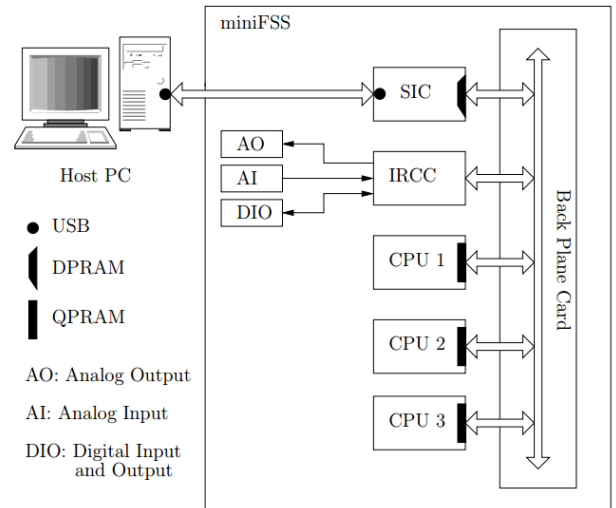 miniFSS
SIC
AO
AI
DIO
IRCC
Host PC
USB
DPRAM
QPRAM
CPU 1
CPU 2
CPU 3
Back Plane Card
AO: Analog Output
AI: Analog Input
DIO: Digital Input
and Output